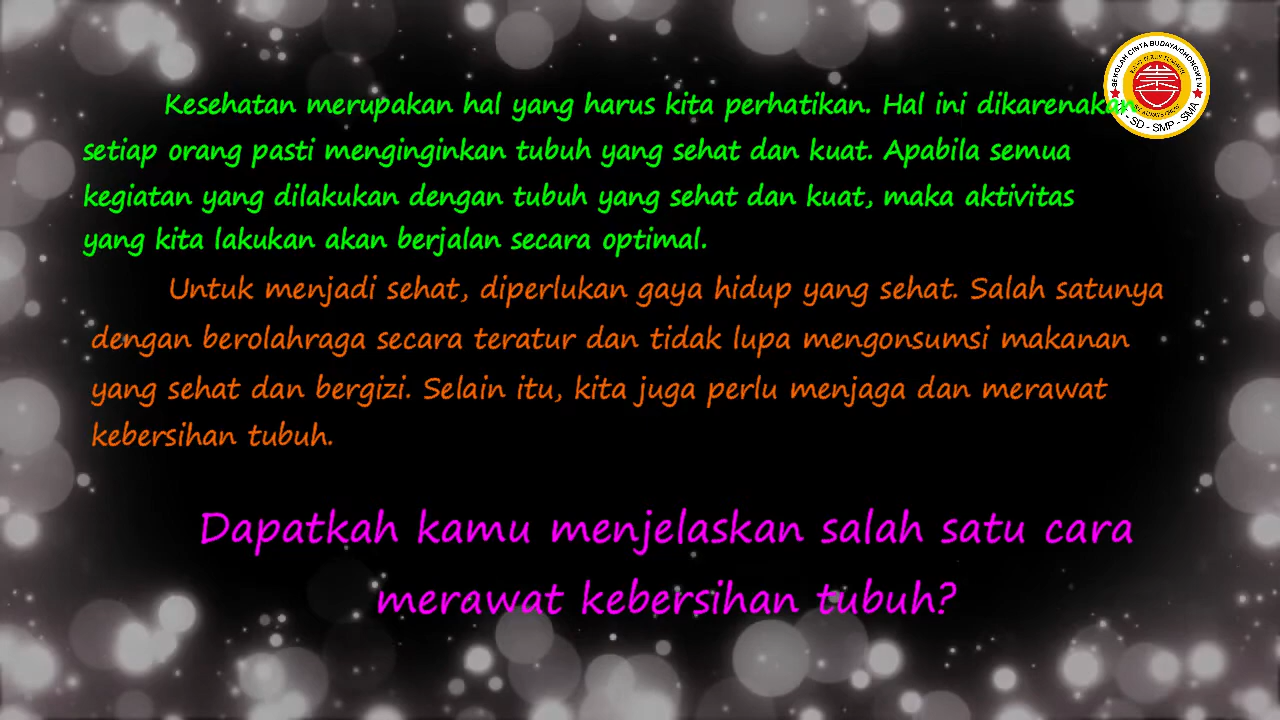 Kesehatan merupakan hal yang harus kita perhatikan. Hal ini dikarenakan
setiap orang pasti menginginkan tubuh yang sehat dan kuat. Apabila semua
kegiatan yang dilakukan dengan tubuh yang sehat dan kuat, maka aktivitas
yang kita lakukan akan berjalan secara optimal.
Untuk menjadi sehat, diperlukan gaya hidup yang sehat. Salah satunya
dengan berolahraga secara teratur dan tidak lupa mengonsumsi makanan
yang sehat dan bergizi. Selain itu, kita juga perlu menjaga dan merawat
kebersihan tubuh.
Dapatkah kamu menjelaskan salah satu cara
merawat kebersihan tubuh?
SEKOLAH CINTA BUDAYA/CHONGWEN
- SD - SMP - SMA